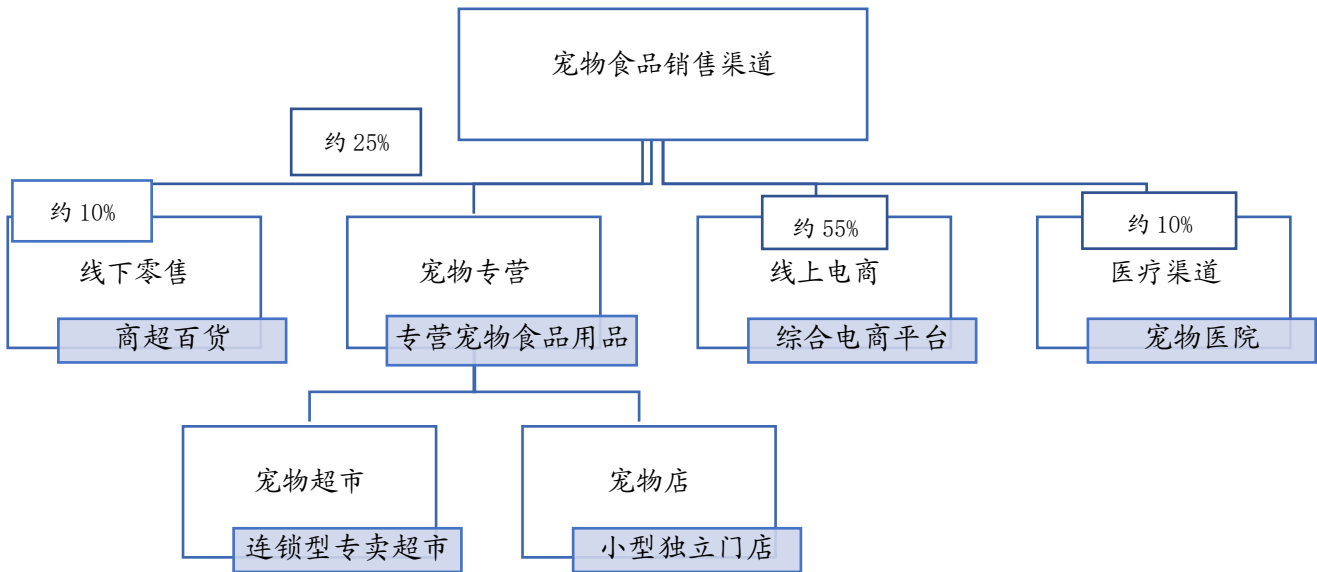 宠物食品销售渠道
约 25%
约 10%
线下零售
商超百货
宠物专营
专营宠物食品用品
约 55%
线上电商
综合电商平台
约 10%
医疗渠道
宠物医院
宠物超市
连锁型专卖超市
宠物店
小型独立门店